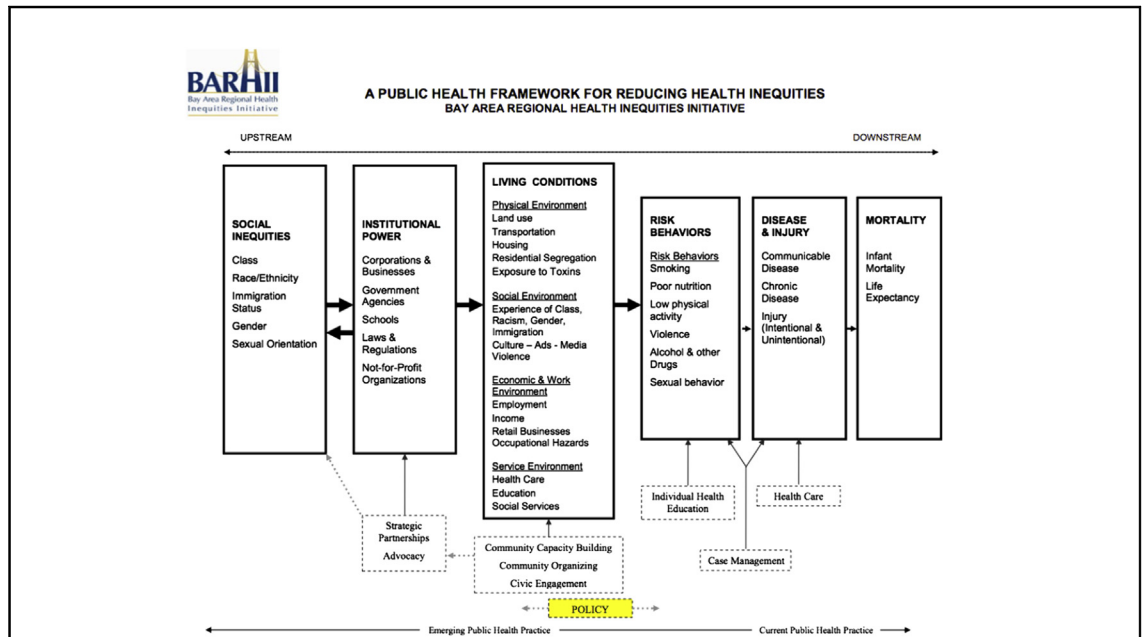 BARHII
Bay Area Regional Health
Inequities Initiative
A PUBLIC HEALTH FRAMEWORK FOR REDUCING HEALTH INEQUITIES
BAY AREA REGIONAL HEALTH INEQUITIES INITIATIVE
UPSTREAM
DOWNSTREAM
SOCIAL
INEQUITIES
Class
Race/Ethnicity
Immigration
Status
Gender
Sexual Orientation
INSTITUTIONAL
POWER
Corporations &
Businesses
Government
Agencies
Schools
Laws &
Regulations
Not-for-Profit
Organizations
LIVING CONDITIONS
Physical Environment
Land use
Transportation
Housing
Residential Segregation
Exposure to Toxins
Social Environment
Experience of Class,
Racism, Gender,
Immigration
Culture – Ads - Media
Violence
Economic & Work
Environment
Employment
Income
Retail Businesses
Occupational Hazards
Service Environment
Health Care
Education
Social Services
RISK
BEHAVIORS
Risk Behaviors
Smoking
Poor nutrition
Low physical
activity
Violence
Alcohol & other
Drugs
Sexual behavior
DISEASE
& INJURY
Communicable
Disease
Chronic
Disease
Injury
(Intentional &
Unintentional)
MORTALITY
Infant
Mortality
Life
Expectancy
Strategic
Partnerships
Advocacy
Community Capacity Building
Community Organizing
Civic Engagement
Individual Health
Education
Health Care
Case Management
POLICY
Emerging Public Health Practice
Current Public Health Practice